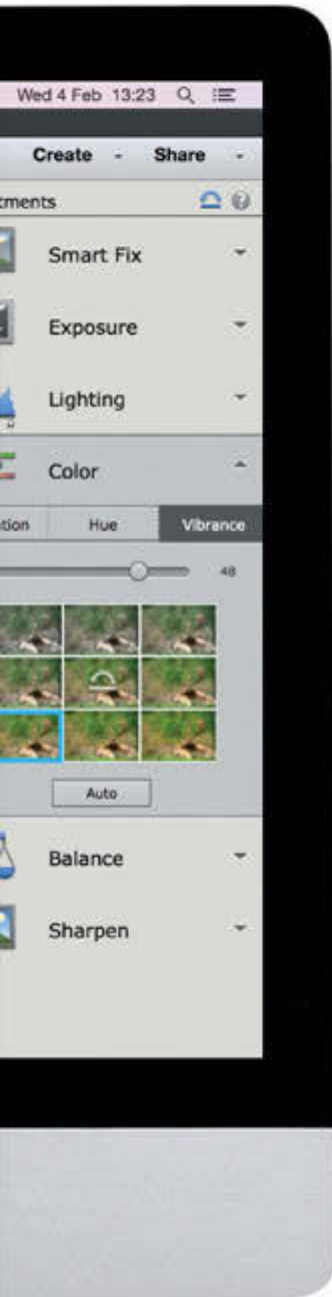 Wed 4 Feb 13:23
Create Share
tments
Smart Fix
Exposure
Lighting
Color
ation Hue Vibrance
48
Auto
Balance
Sharpen